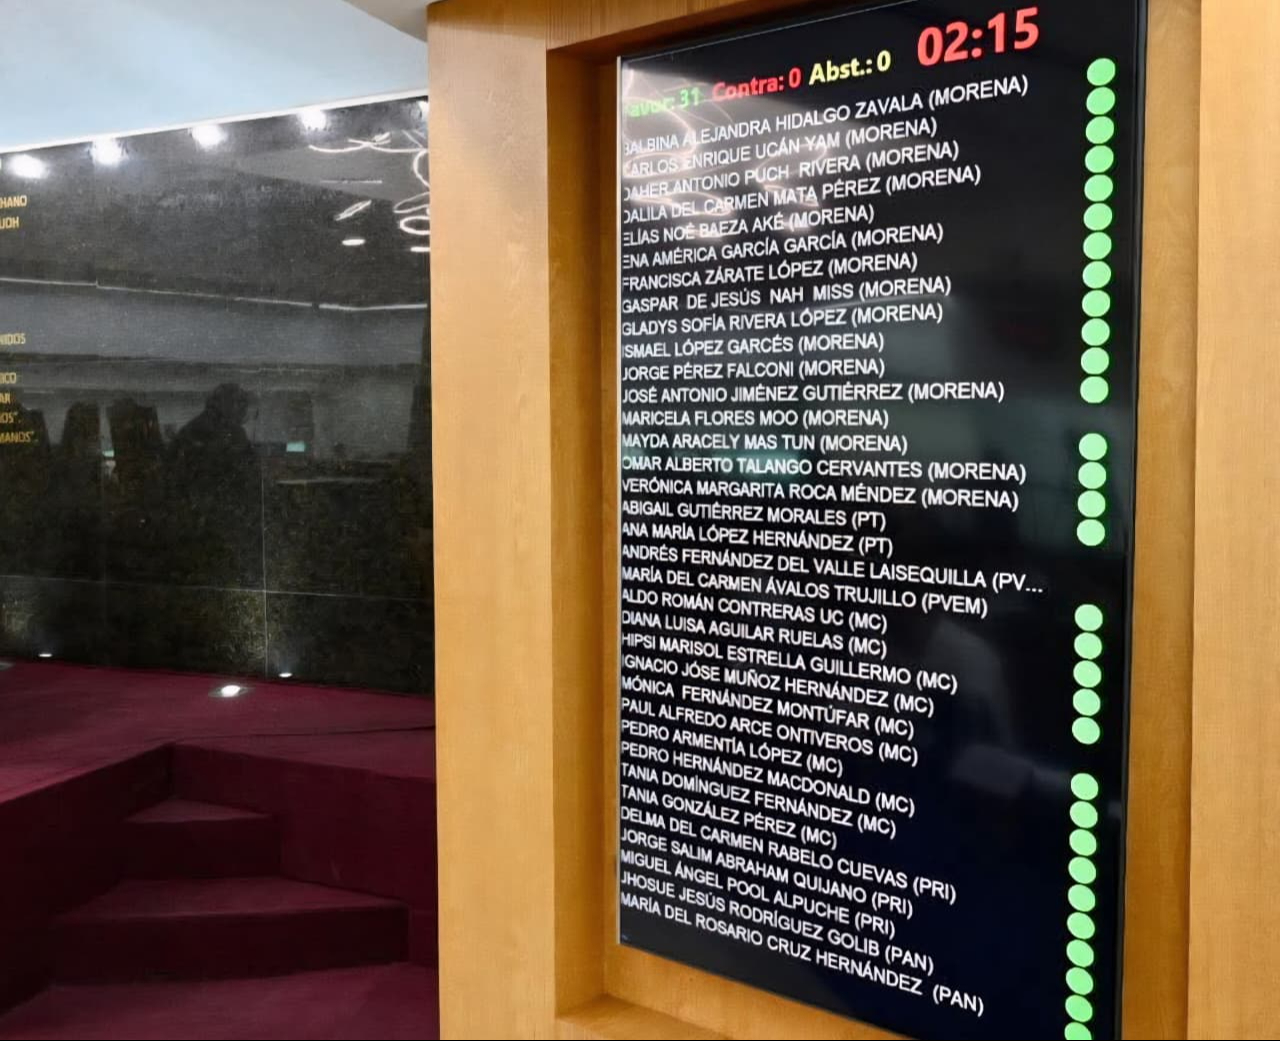 HANO
UOH
NIDOS
ICO
AR
OS".
MANOS".
avor: 31 Contra: 0 Abst.: 0 02:15
BALBINA ALEJANDRA HIDALGO ZAVALA (MORENA)
CARLOS ENRIQUE UCÁN YAM (MORENA)
DAHER ANTONIO PUCH RIVERA (MORENA)
DALILA DEL CARMEN MATA PÉREZ (MORENA)
ELÍAS NOÉ BAEZA AKÉ (MORENA)
ENA AMÉRICA GARCÍA GARCÍA (MORENA)
FRANCISCA ZÁRATE LÓPEZ (MORENA)
GASPAR DE JESÚS NAH MISS (MORENA)
GLADYS SOFÍA RIVERA LÓPEZ (MORENA)
ISMAEL LÓPEZ GARCÉS (MORENA)
JORGE PÉREZ FALCONI (MORENA)
JOSÉ ANTONIO JIMÉNEZ GUTIÉRREZ (MORENA)
MARICELA FLORES MOO (MORENA)
MAYDA ARACELY MAS TUN (MORENA)
OMAR ALBERTO TALANGO CERVANTES (MORENA)
VERÓNICA MARGARITA ROCA MÉNDEZ (MORENA)
ABIGAIL GUTIÉRREZ MORALES (PT)
ANA MARÍA LÓPEZ HERNÁNDEZ (PT)
ANDRÉS FERNÁNDEZ DEL VALLE LAISEQUILLA (PV...
MARÍA DEL CARMEN ÁVALOS TRUJILLO (PVEM)
ALDO ROMÁN CONTRERAS UC (MC)
DIANA LUISA AGUILAR RUELAS (MC)
HIPSI MARISOL ESTRELLA GUILLERMO (MC)
IGNACIO JÓSE MUÑOZ HERNÁNDEZ (MC)
MÓNICA FERNÁNDEZ MONTÚFAR (MC)
PAUL ALFREDO ARCE ONTIVEROS (MC)
PEDRO ARMENTÍA LÓPEZ (MC)
PEDRO HERNÁNDEZ MACDONALD (MC)
TANIA DOMÍNGUEZ FERNÁNDEZ (MC)
TANIA GONZÁLEZ PÉREZ (MC)
DELMA DEL CARMEN RABELO CUEVAS (PRI)
JORGE SALIM ABRAHAM QUIJANO (PRI)
MIGUEL ÁNGEL POOL ALPUCHE (PRI)
JHOSUE JESÚS RODRÍGUEZ GOLIB (PAN)
MARÍA DEL ROSARIO CRUZ HERNÁNDEZ (PAN)